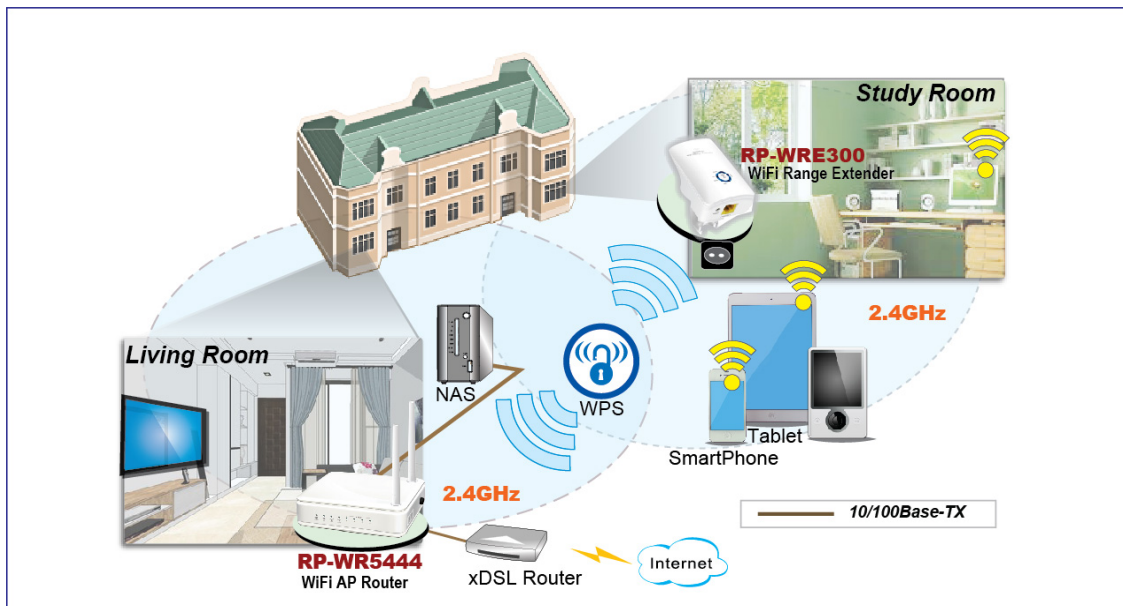 Study Room
RP-WRE300
WiFi Range Extender
2.4GHz
Living Room
NAS
WPS
Tablet
SmartPhone
2.4GHz
10/100Base-TX
RP-WR5444
WiFi AP Router
xDSL Router
Internet